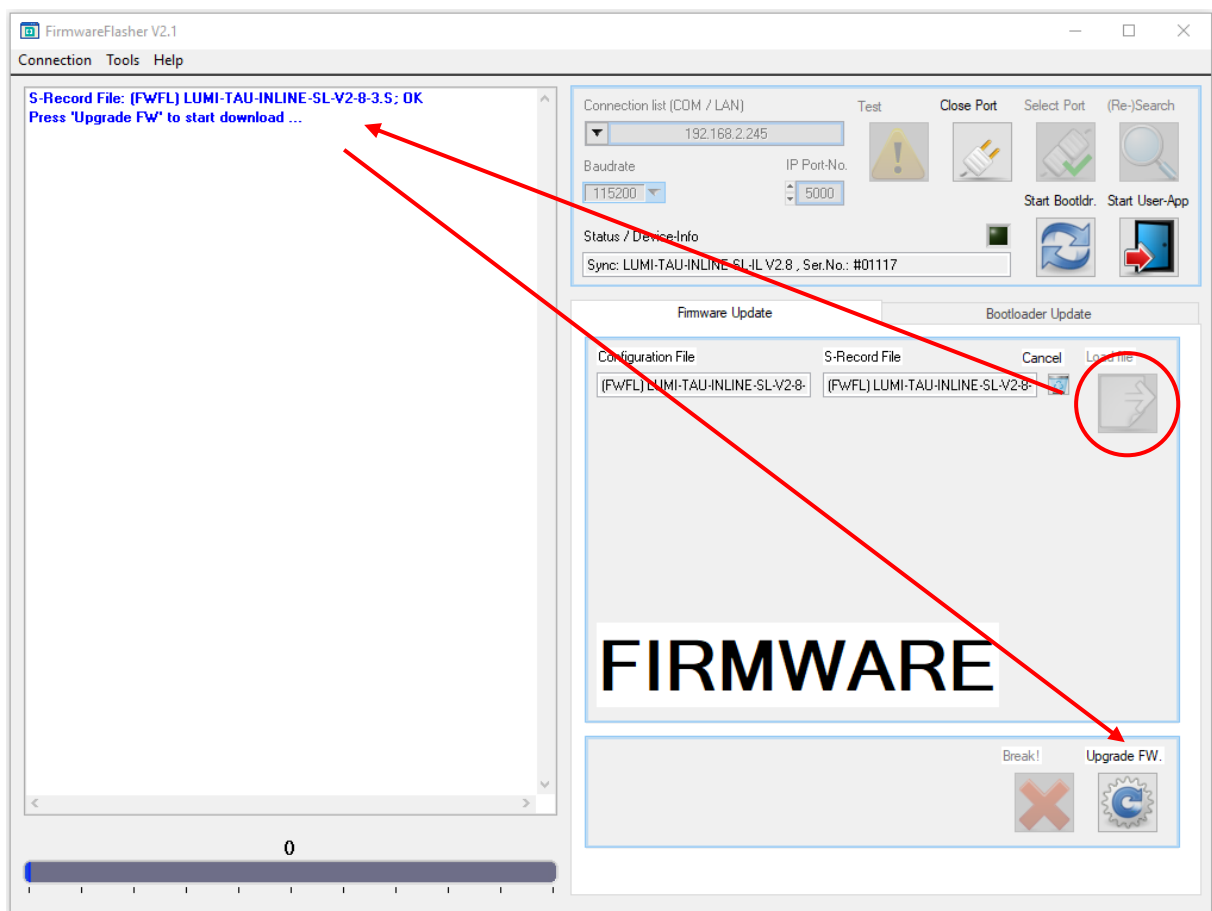 FirmwareFlasher V2.1
Connection Tools Help
S-Record File: (FWFL) LUMI-TAU-INLINE-SL-V2-8-3.S; OK
Press 'Upgrade FW' to start download ...
Connection list (COM / LAN)
Test
Close Port
Select Port
(Re-)Search
192.168.2.245
Baudrate
IP Port-No.
115200
5000
Start Bootldr.
Start User-App
Status / Device-Info
Sync: LUMI-TAU-INLINE-SL-IL V2.8 , Ser.No.: #01117
Firmware Update
Bootloader Update
Configuration File
S-Record File
Cancel
Load file
(FWFL) LUMI-TAU-INLINE-SL-V2-8-
(FWFL) LUMI-TAU-INLINE-SL-V2-8-
FIRMWARE
Break!
Upgrade FW.
0